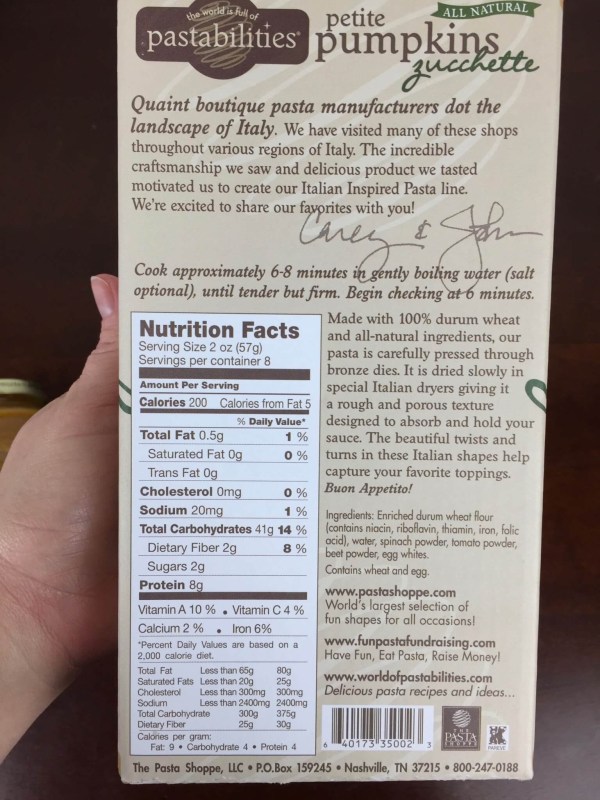 the world is full of
pastabilities®
petite
pumpkins
zucchette
ALL NATURAL
Quaint boutique pasta manufacturers dot the
landscape of Italy. We have visited many of these shops
throughout various regions of Italy. The incredible
craftsmanship we saw and delicious product we tasted
motivated us to create our Italian Inspired Pasta line.
We're excited to share our favorites with you!
Carey & John
Cook approximately 6-8 minutes in gently boiling water (salt
optional), until tender but firm. Begin checking at 6 minutes.
Nutrition Facts
Serving Size 2 oz (57g)
Servings per container 8
Amount Per Serving
Calories 200 Calories from Fat 5
% Daily Value*
Total Fat 0.5g 1 %
Saturated Fat 0g 0 %
Trans Fat 0g
Cholesterol 0mg 0 %
Sodium 20mg 1 %
Total Carbohydrates 41g 14 %
Dietary Fiber 2g 8 %
Sugars 2g
Protein 8g
Vitamin A 10 % • Vitamin C 4 %
Calcium 2 % • Iron 6%
*Percent Daily Values are based on a
2,000 calorie diet.
Total Fat Less than 65g 80g
Saturated Fats Less than 20g 25g
Cholesterol Less than 300mg 300mg
Sodium Less than 2400mg 2400mg
Total Carbohydrate 300g 375g
Dietary Fiber 25g 30g
Calories per gram:
Fat: 9 • Carbohydrate 4 • Protein 4
Made with 100% durum wheat
and all-natural ingredients, our
pasta is carefully pressed through
bronze dies. It is dried slowly in
special Italian dryers giving it
a rough and porous texture
designed to absorb and hold your
sauce. The beautiful twists and
turns in these Italian shapes help
capture your favorite toppings.
Buon Appetito!
Ingredients: Enriched durum wheat flour
(contains niacin, riboflavin, thiamin, iron, folic
acid), water, spinach powder, tomato powder,
beet powder, egg whites.
Contains wheat and egg.
www.pastashoppe.com
World's largest selection of
fun shapes for all occasions!
www.funpastafundraising.com
Have Fun, Eat Pasta, Raise Money!
www.worldofpastabilities.com
Delicious pasta recipes and ideas...
6 40173 35002 3
THE
PASTA
SHOPPE
PAREVE
The Pasta Shoppe, LLC • P.O.Box 159245 • Nashville, TN 37215 • 800-247-0188